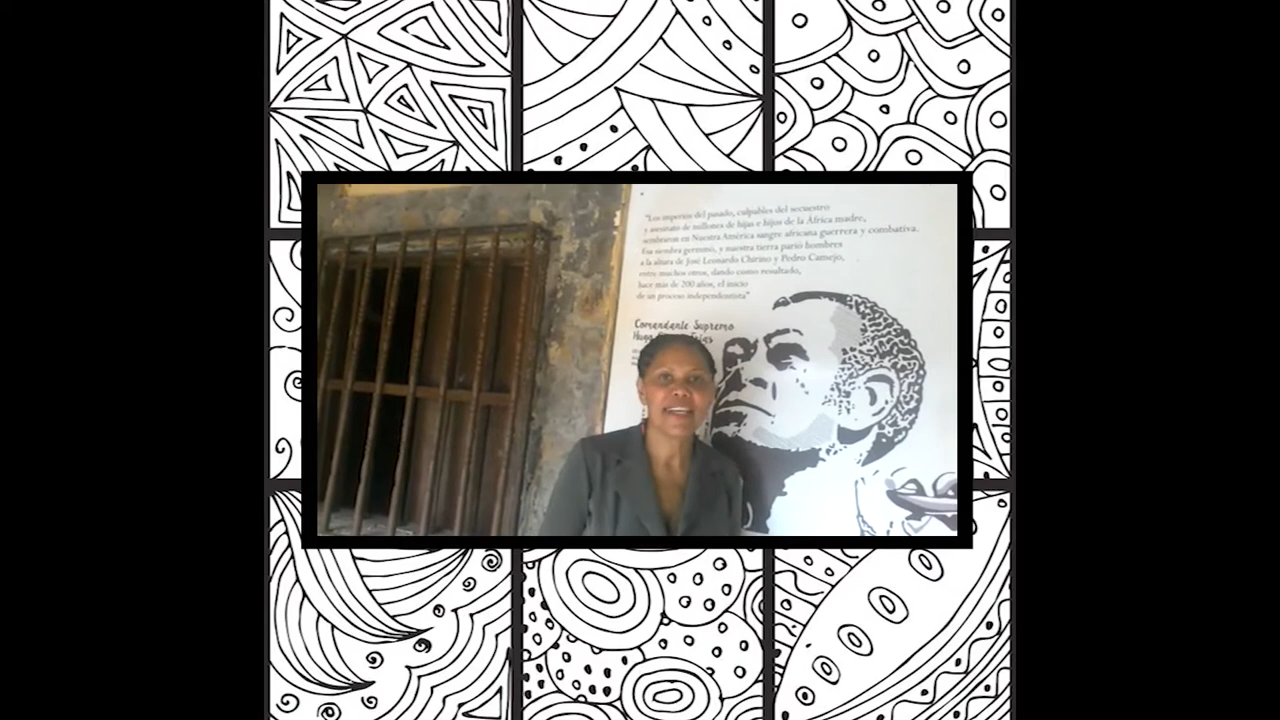 "Los imperios del pasado, culpables del secuestro
y asesinato de millones de hijas e hijos de la África madre,
sembraron en Nuestra América sangre africana guerrera y combativa.
Esa siembra germinó, y nuestra tierra parió hombres
a la altura de José Leonardo Chirino y Pedro Camejo,
entre muchos otros, dando como resultado,
hace más de 200 años, el inicio
de un proceso independentista"
Comandante Supremo
Hugo